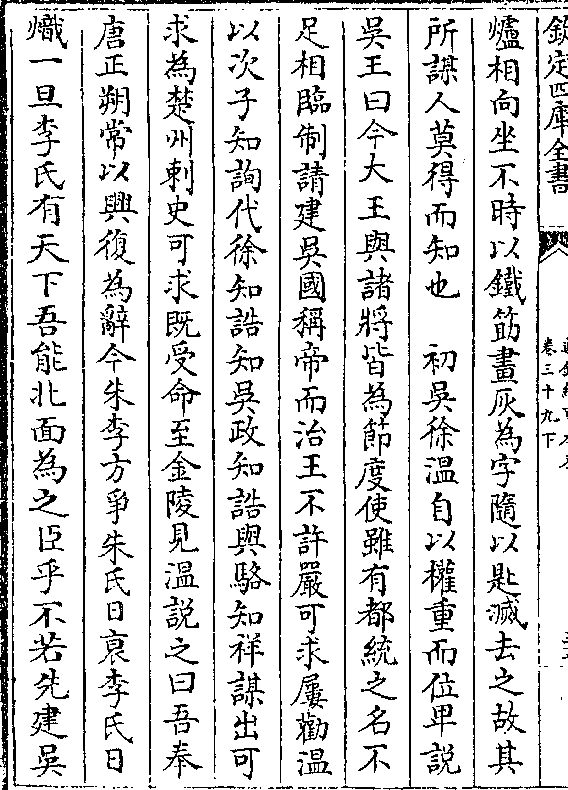 欽定四庫全書
卷三十九下
爐相向坐不時以鐵筯畫灰為字隨以匙滅去之故其
所謀人莫得而知也　初吳徐溫自以權重而位卑説
吳王曰今大王與諸將皆為節度使雖有都統之名不
足相臨制請建吳國稱帝而治王不許嚴可求屢勸溫
以次子知詢代徐知誥知吳政知誥與駱知祥謀出可
求為楚州刺史可求既受命至金陵見溫説之曰吾奉
唐正朔常以興復為辭今朱李方爭朱氏日衰李氏日
熾一旦李氏有天下吾能北面為之臣乎不若先建吳